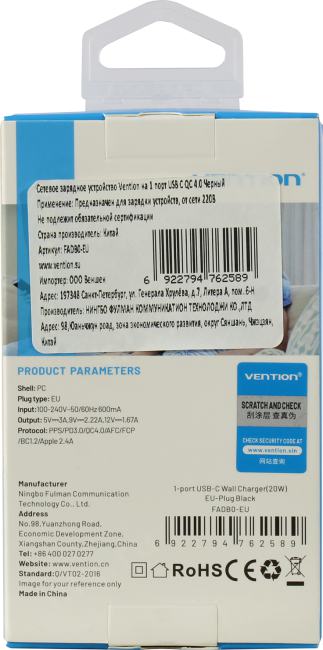 VENTION
Сетевое зарядное устройство Vention на 1 порт USB C QC 4.0 Черный
Применение: Предназначен для зарядки устройств, от сети 220В
Не подлежит обязательной сертификации
Страна производитель: Китай
Артикул: FADB0-EU
www.vention.su
Импортер: ООО Веншен
Адрес: 197348 Санкт-Петербург, ул. Генерала Хрулёва, д.7, Литера А, пом. 6-Н
Производитель: НИНГБО ФУЛМАН КОММУНИКАТИОН ТЕХНОЛОДЖИ КО.,ЛТД
Адрес: 98, Юаньчжун роад, зона экономического развития, округ Сяншань, Чжэцзян,
Китай
6 922794 762589
PRODUCT PARAMETERS
Shell: PC
Plug type: EU
Input:100-240V~50/60Hz 600mA
Output: 5V⎓3A,9V⎓2.22A,12V⎓1.67A
Protocol: PPS/PD3.0/QC4.0/AFC/FCP
/BC1.2/Apple 2.4A
VENTION®
SCRATCH AND CHECK
刮涂层 查真伪
CHECK SECURITY CODE AT
www.vention.xin
网站查询
Manufacturer
Ningbo Fulman Communication
Technology Co., Ltd.
Address
No.98,Yuanzhong Road,
Economic Development Zone,
Xiangshan County,Zhejiang,China
Tel: +86 400 027 0277
Website: www.vention.cn
Standard:Q/VT02-2016
Image for your reference only
Made in China
1-port USB-C Wall Charger(20W)
EU-Plug Black
FADB0-EU
6 922794 762589
RoHS CE